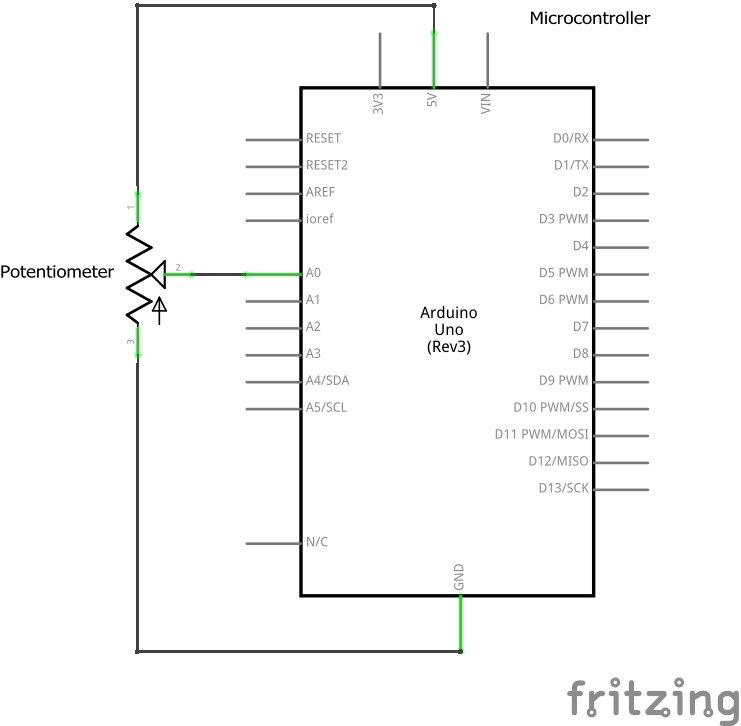 Microcontroller
3V3
5V
VIN
RESET
RESET2
AREF
ioref
A0
A1
A2
A3
A4/SDA
A5/SCL
N/C
D0/RX
D1/TX
D2
D3 PWM
D4
D5 PWM
D6 PWM
D7
D8
D9 PWM
D10 PWM/SS
D11 PWM/MOSI
D12/MISO
D13/SCK
Arduino
Uno
(Rev3)
Potentiometer
1
2
3
GND
fritzing